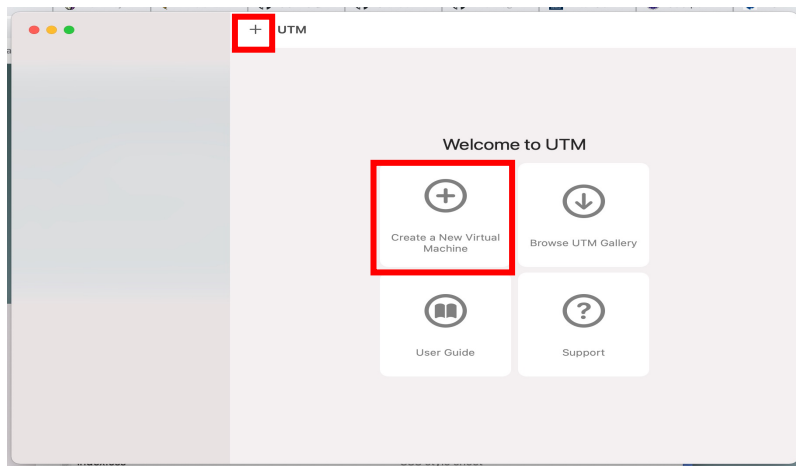 UTM
Welcome to UTM
Create a New Virtual
Machine
Browse UTM Gallery
User Guide
Support